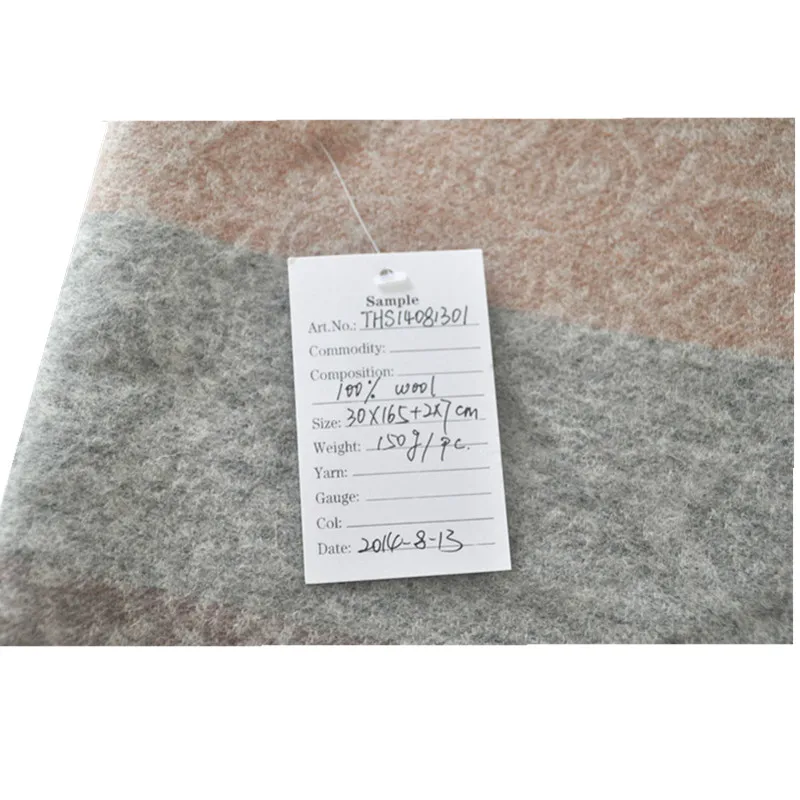 Sample
Art.No.: THS14081301
Commodity:
Composition:
100% wool
Size: 30X165+2X7cm
Weight: 150g/pc.
Yarn:
Gauge:
Col:
Date: 2014-8-13